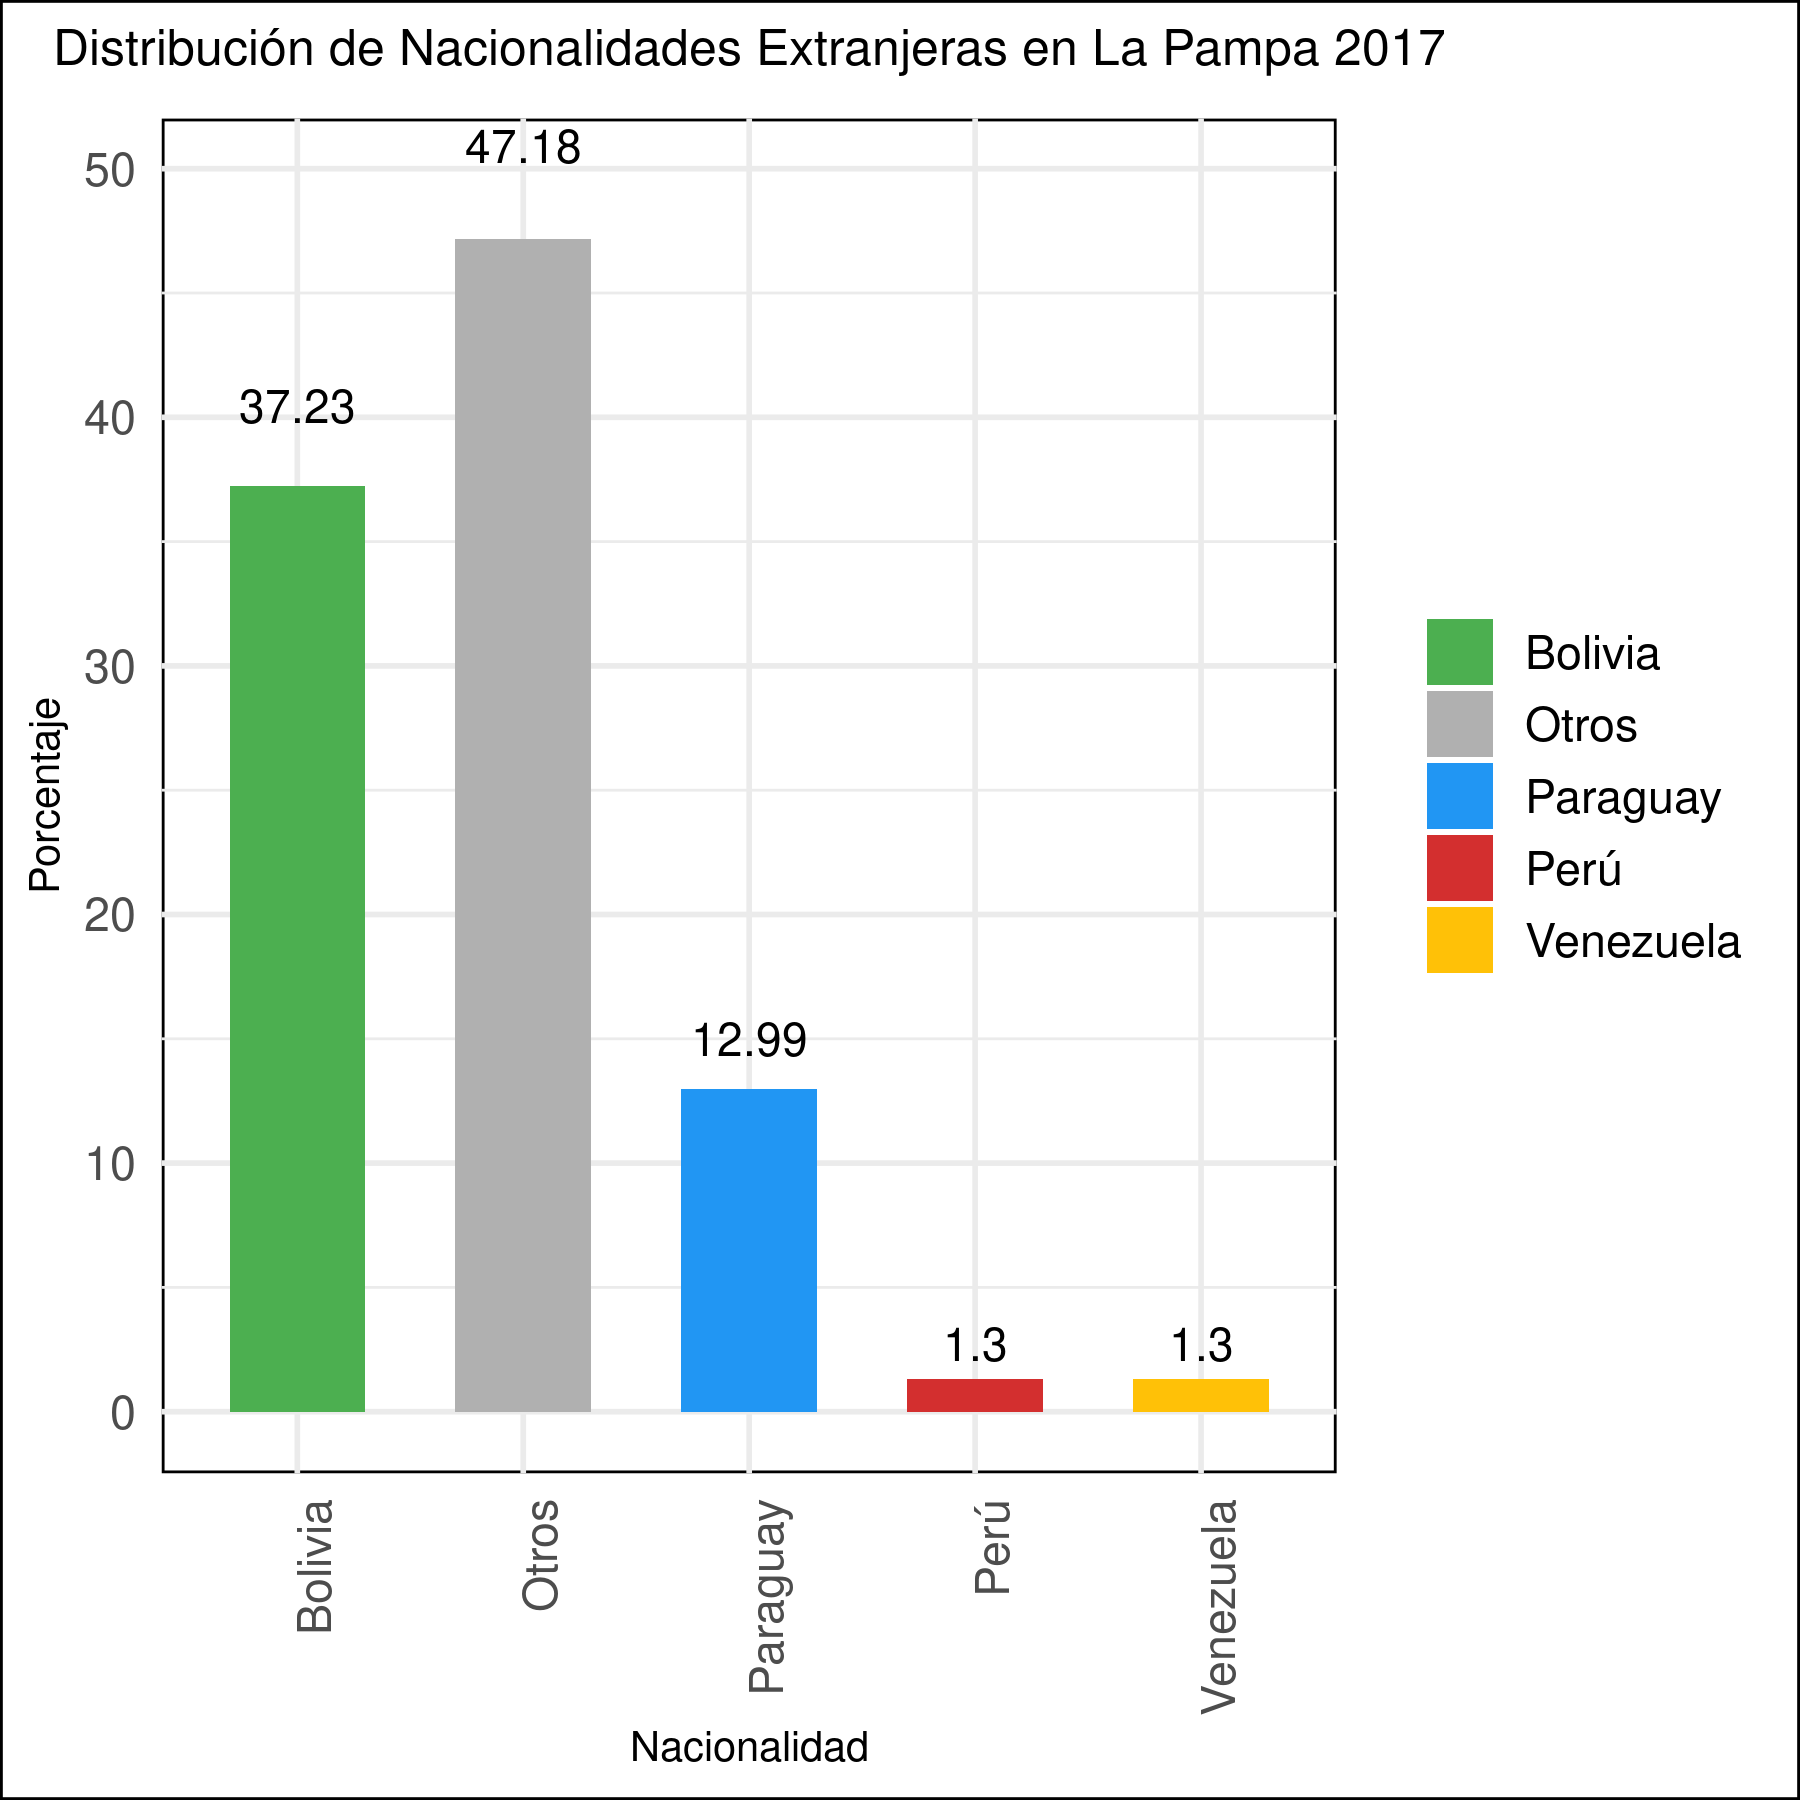 Distribución de Nacionalidades Extranjeras en La Pampa 2017
Porcentaje
50
40
30
20
10
0
37.23
47.18
12.99
1.3
1.3
Bolivia
Otros
Paraguay
Perú
Venezuela
Nacionalidad
Bolivia
Otros
Paraguay
Perú
Venezuela